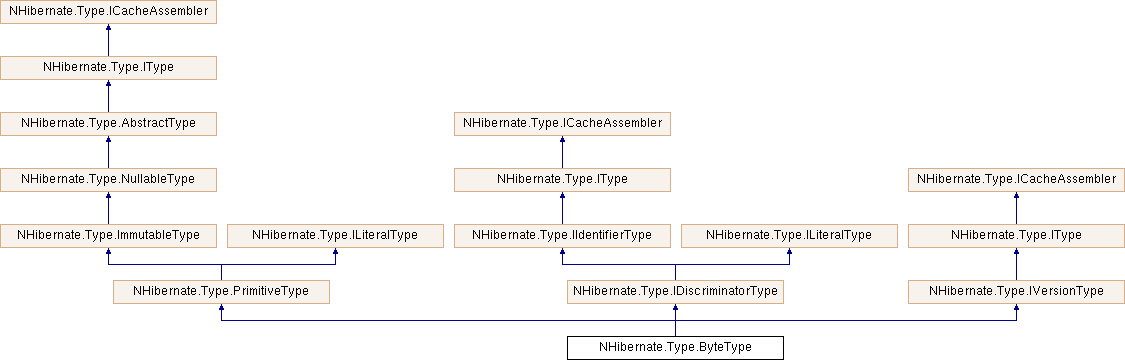 NHibernate.Type.ICacheAssembler
NHibernate.Type.IType
NHibernate.Type.AbstractType
NHibernate.Type.ICacheAssembler
NHibernate.Type.NullableType
NHibernate.Type.IType
NHibernate.Type.ICacheAssembler
NHibernate.Type.ImmutableType
NHibernate.Type.ILiteralType
NHibernate.Type.IIdentifierType
NHibernate.Type.ILiteralType
NHibernate.Type.IType
NHibernate.Type.PrimitiveType
NHibernate.Type.IDiscriminatorType
NHibernate.Type.IVersionType
NHibernate.Type.ByteType